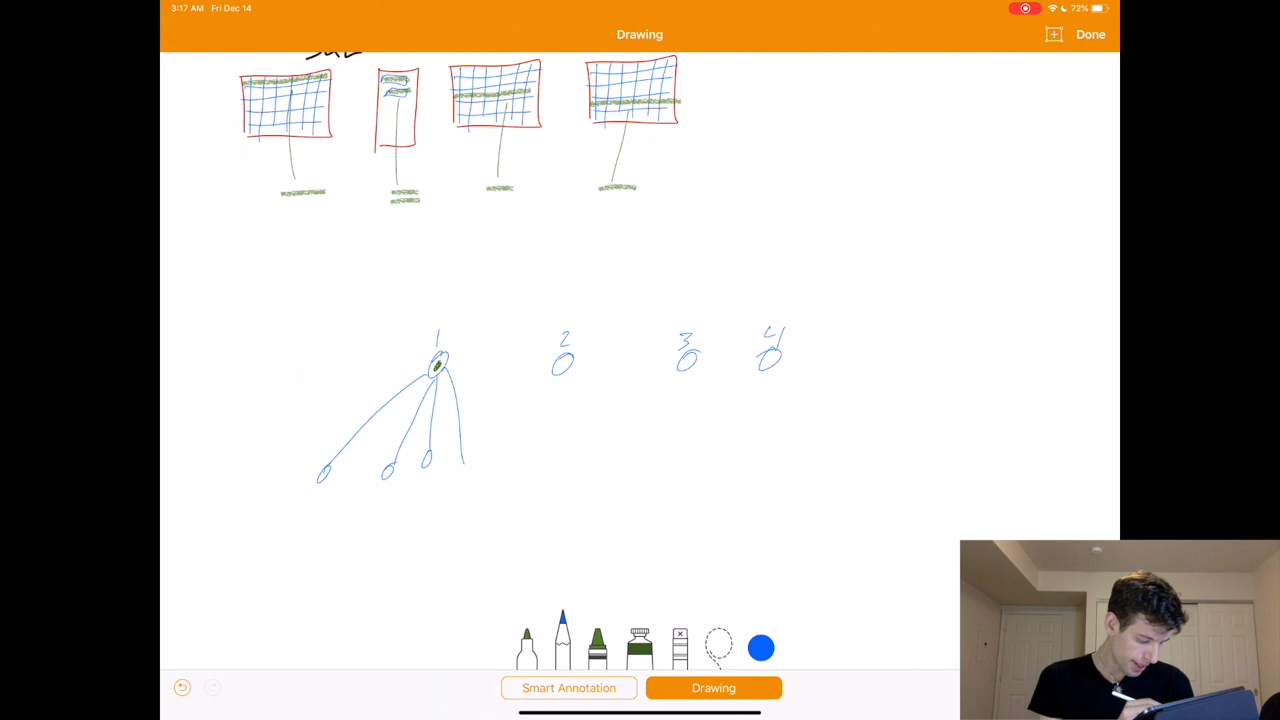 3:17 AM Fri Dec 14
72%
Drawing
Done
1 2 3 4
Smart Annotation
Drawing